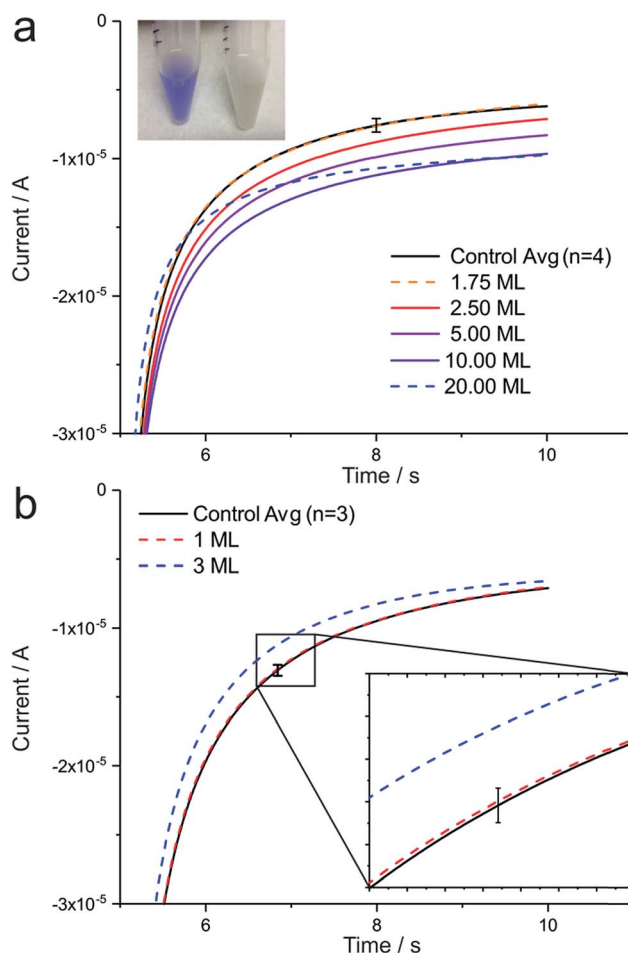 a
0
-1x10⁻⁵
-2x10⁻⁵
-3x10⁻⁵
Current / A
6
8
10
Time / s
Control Avg (n=4)
1.75 ML
2.50 ML
5.00 ML
10.00 ML
20.00 ML
b
0
-1x10⁻⁵
-2x10⁻⁵
-3x10⁻⁵
Current / A
Control Avg (n=3)
1 ML
3 ML
6
8
10
Time / s